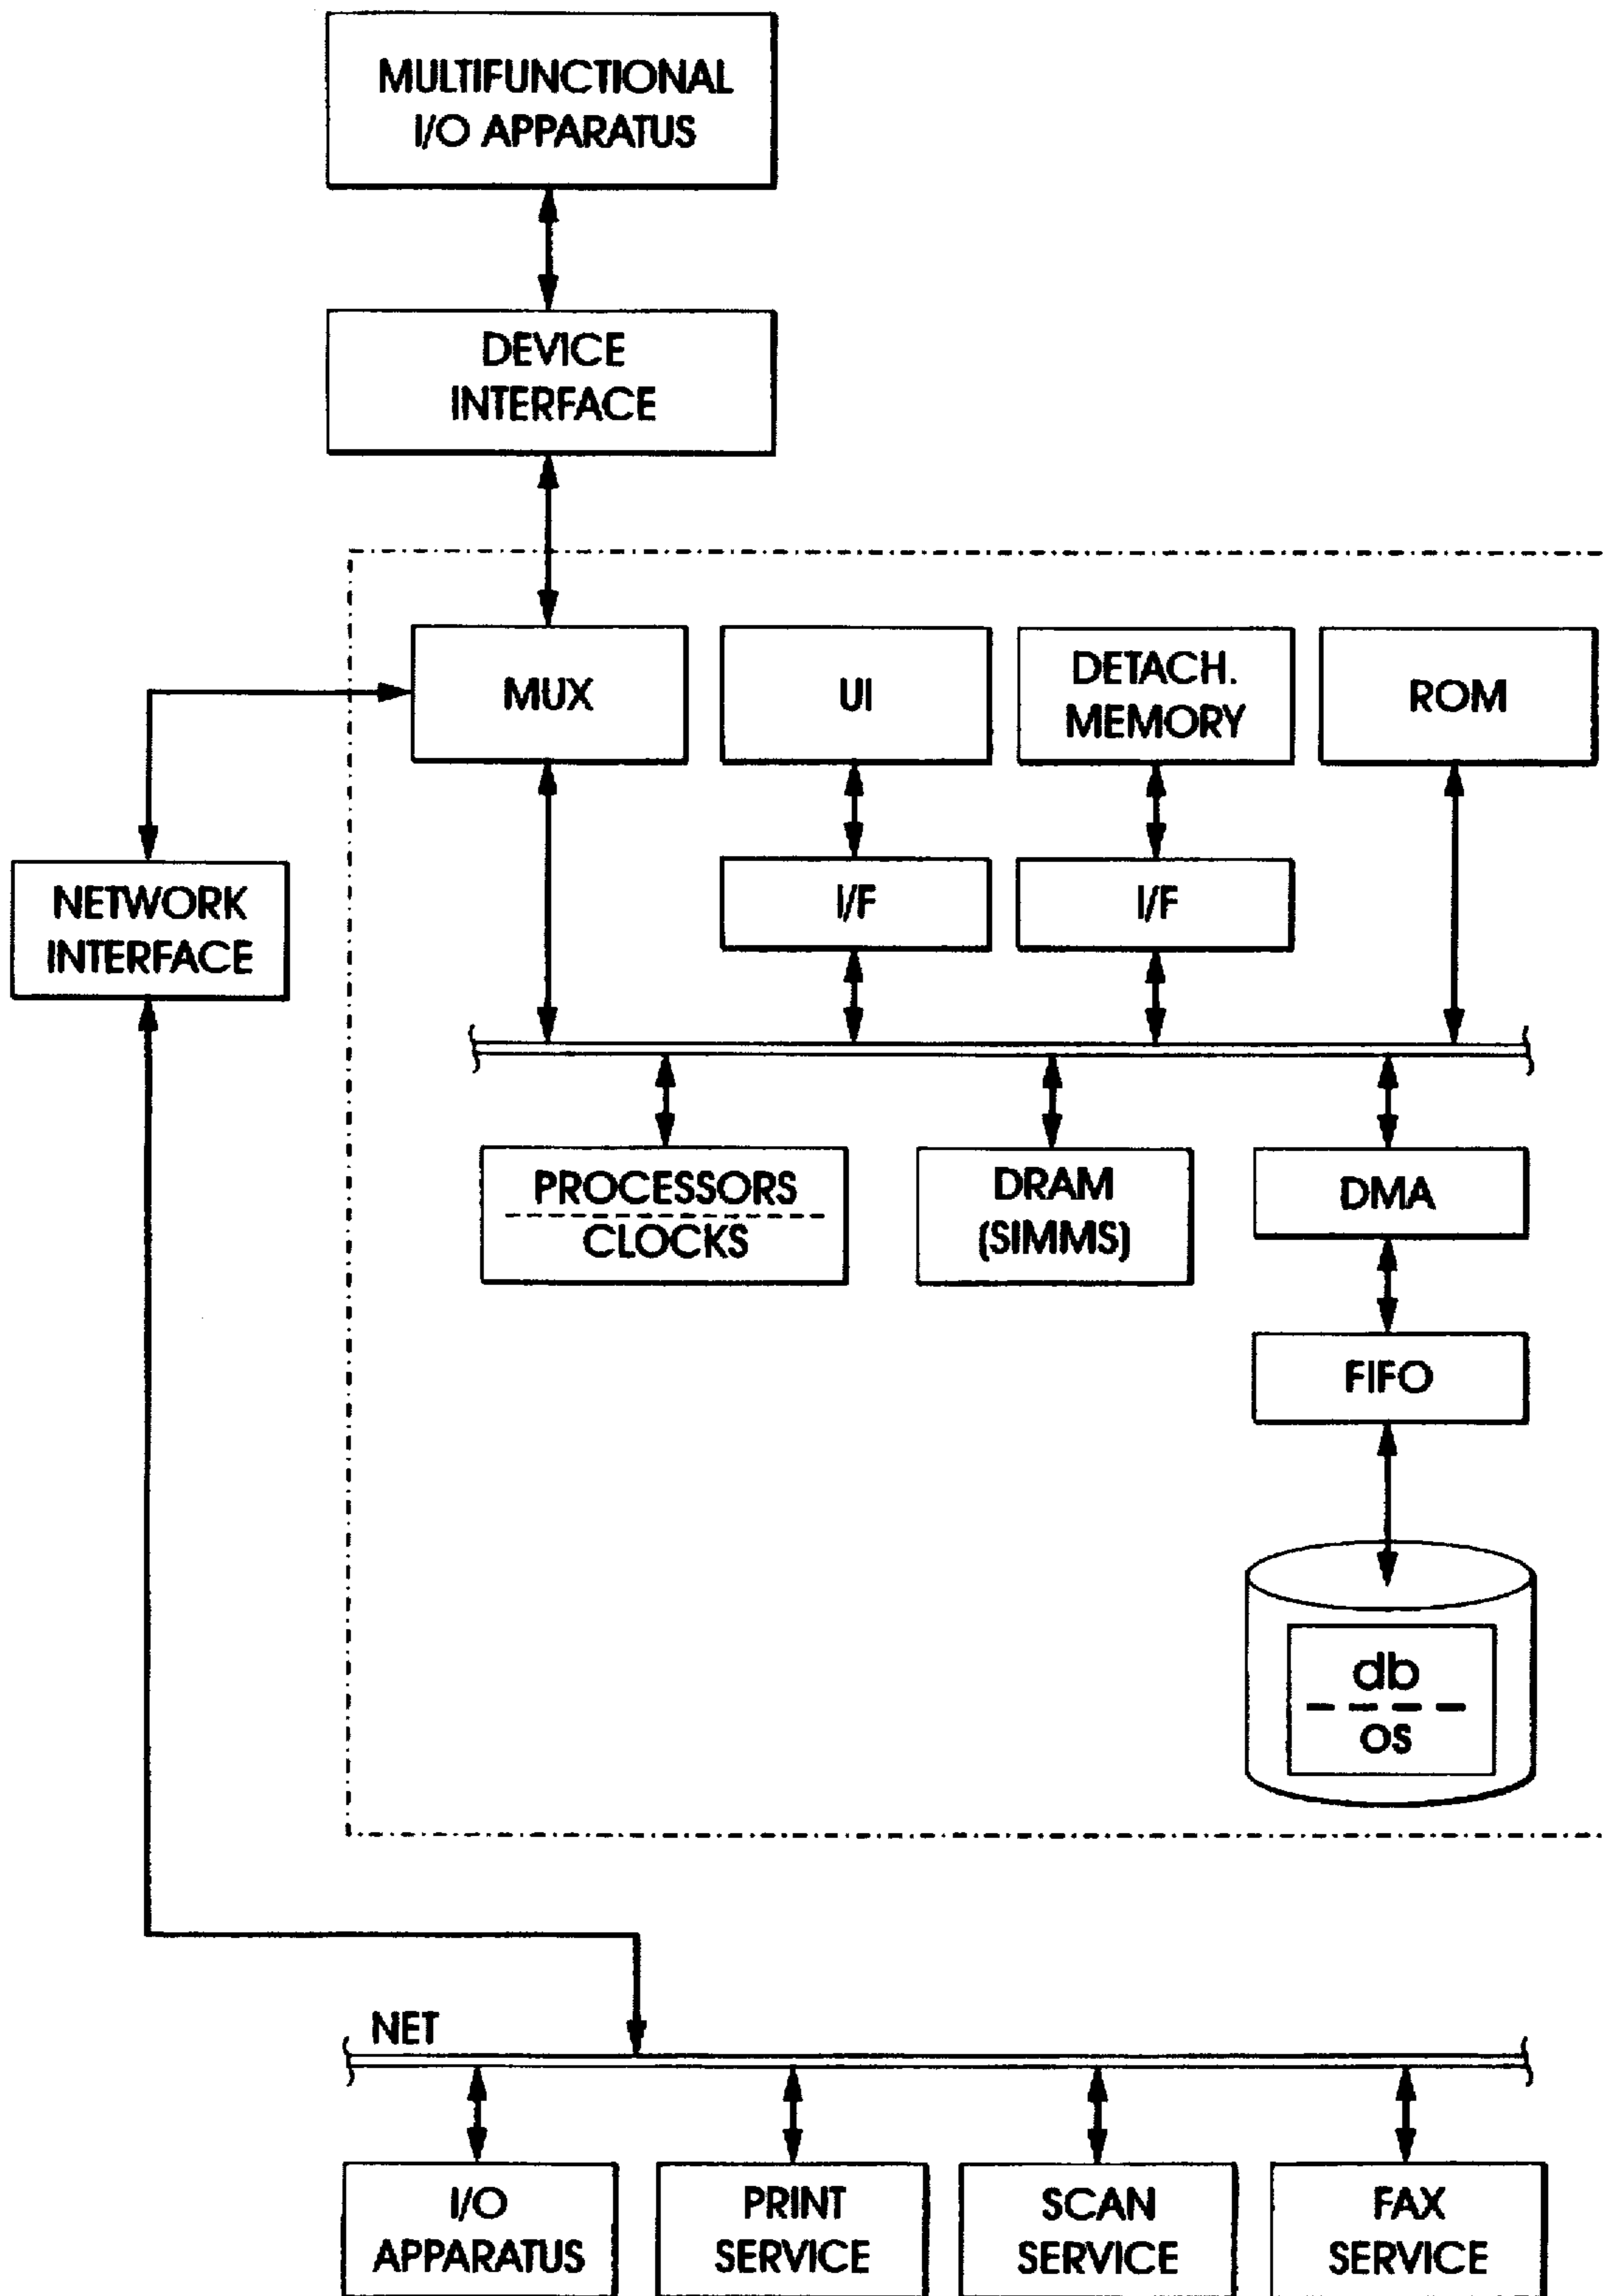 MULTIFUNCTIONAL
I/O APPARATUS
DEVICE
INTERFACE
MUX
UI
DETACH.
MEMORY
ROM
NETWORK
INTERFACE
I/F
I/F
PROCESSORS
CLOCKS
DRAM
(SIMMS)
DMA
FIFO
db
OS
NET
I/O
APPARATUS
PRINT
SERVICE
SCAN
SERVICE
FAX
SERVICE